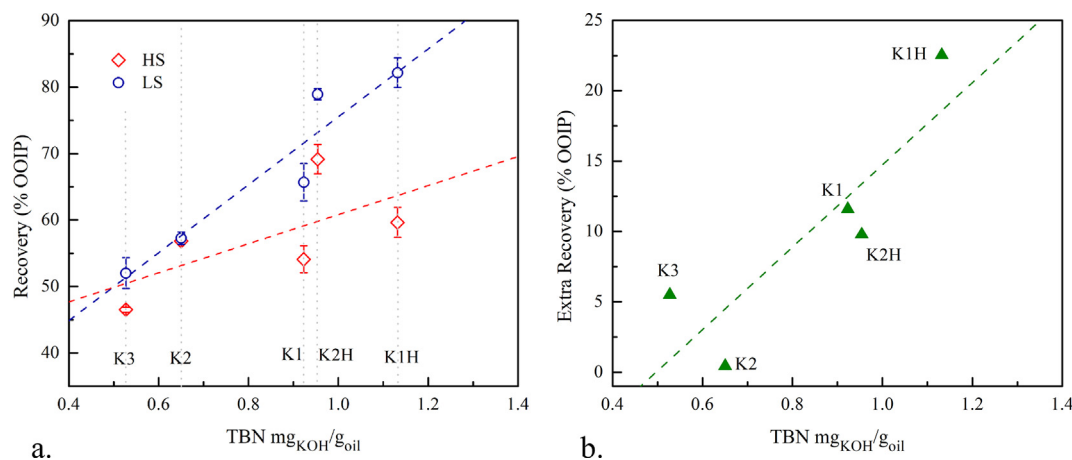 90
80
70
60
50
40
Recovery (% OOIP)
HS
LS
K3
K2
K1
K2H
K1H
0.4
0.6
0.8
1.0
1.2
1.4
TBN mgKOH/goil
a.
25
20
15
10
5
0
Extra Recovery (% OOIP)
K1H
K1
K2H
K3
K2
0.4
0.6
0.8
1.0
1.2
1.4
TBN mgKOH/goil
b.